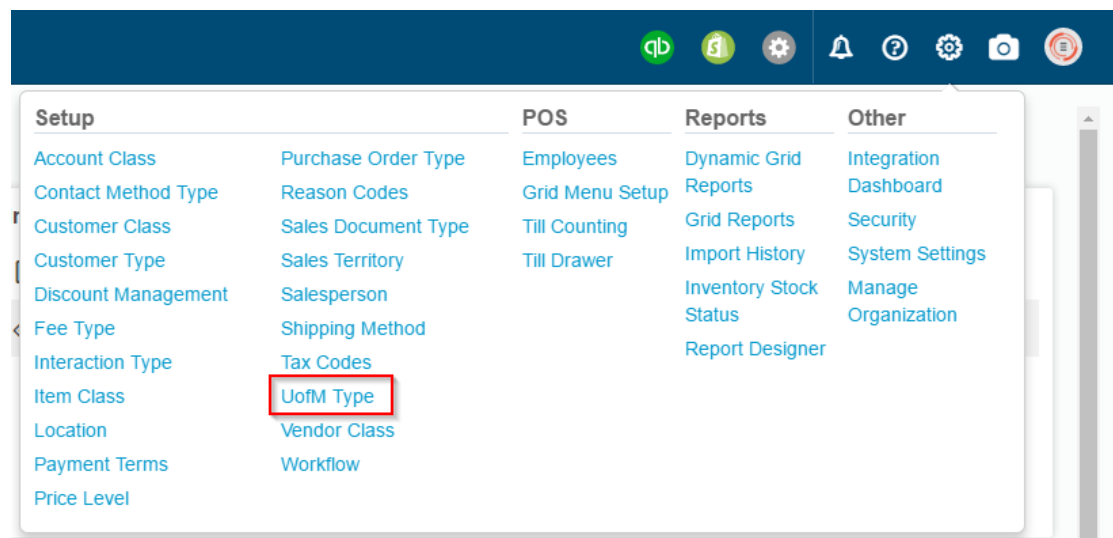 qb
S
?
Setup
Account Class
Contact Method Type
Customer Class
Customer Type
Discount Management
Fee Type
Interaction Type
Item Class
Location
Payment Terms
Price Level
Purchase Order Type
Reason Codes
Sales Document Type
Sales Territory
Salesperson
Shipping Method
Tax Codes
UofM Type
Vendor Class
Workflow
POS
Employees
Grid Menu Setup
Till Counting
Till Drawer
Reports
Dynamic Grid
Reports
Grid Reports
Import History
Inventory Stock
Status
Report Designer
Other
Integration
Dashboard
Security
System Settings
Manage
Organization